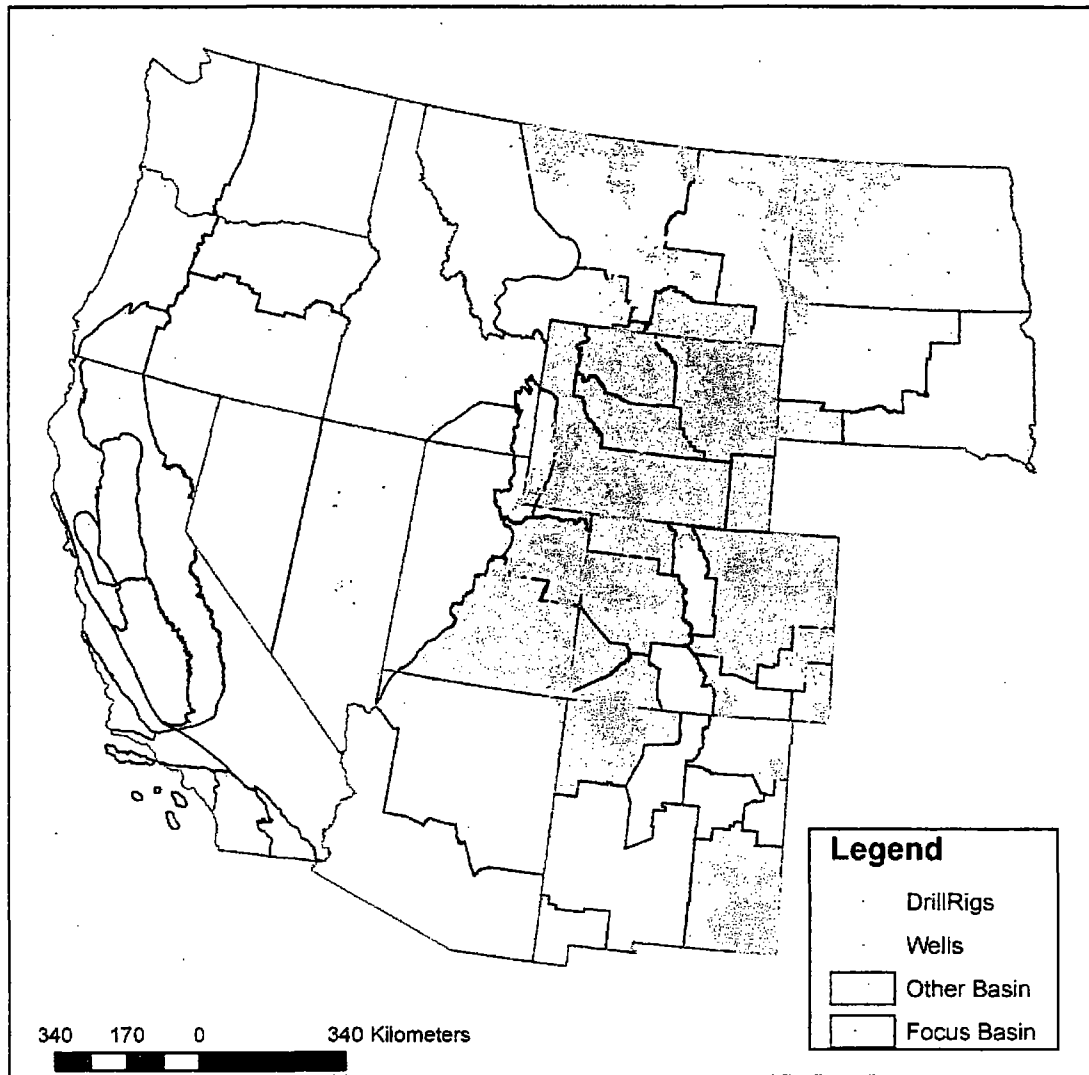 Legend
DrillRigs
Wells
Other Basin
Focus Basin
340 170 0 340 Kilometers